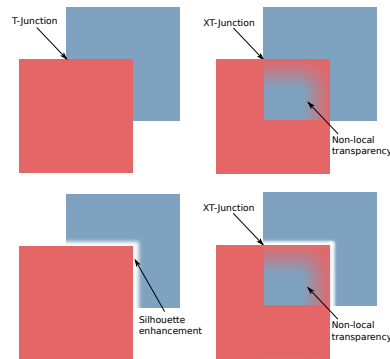 T-Junction
XT-Junction
Non-local
transparency
Silhouette
enhancement
XT-Junction
Non-local
transparency